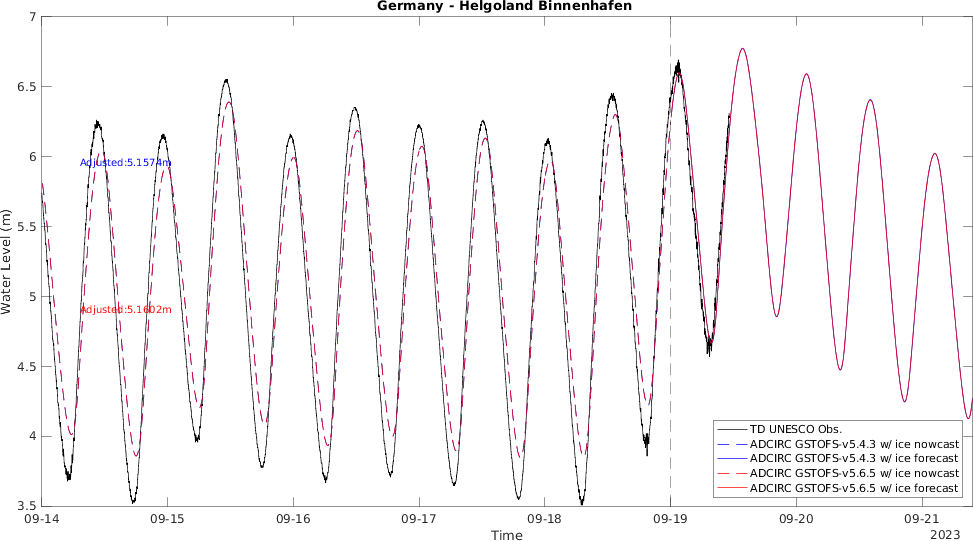 Germany - Helgoland Binnenhafen
Water Level (m)
7
6.5
6
5.5
5
4.5
4
3.5
Adjusted:5.1574m
Adjusted:5.1602m
TD UNESCO Obs.
ADCIRC GSTOFS-v5.4.3 w/ ice nowcast
ADCIRC GSTOFS-v5.4.3 w/ ice forecast
ADCIRC GSTOFS-v5.6.5 w/ ice nowcast
ADCIRC GSTOFS-v5.6.5 w/ ice forecast
09-14 09-15 09-16 09-17 09-18 09-19 09-20 09-21
Time
2023